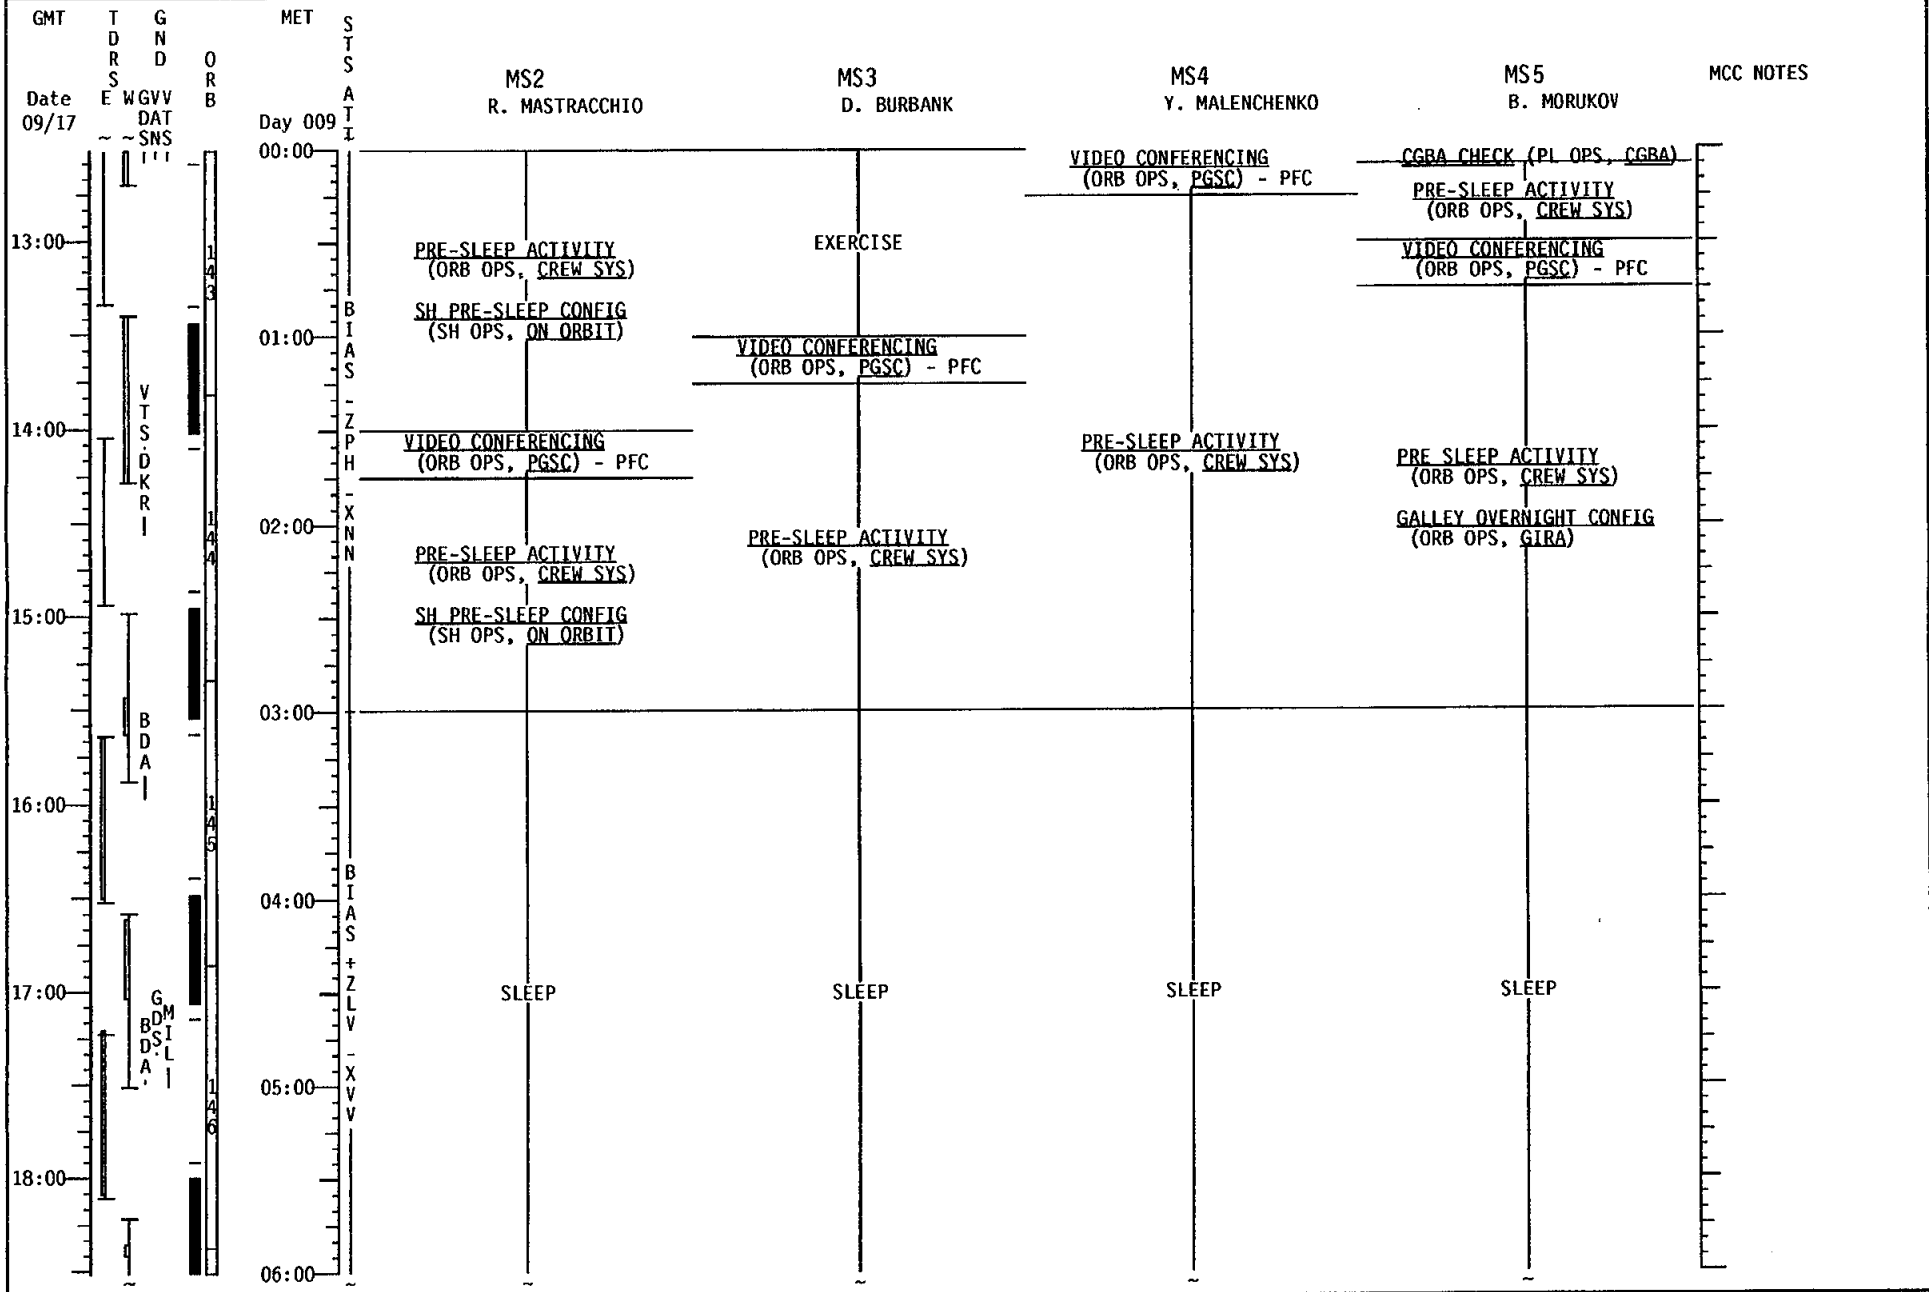 GMT
TDRS
GND
MET
STS ATT
ORB
MS2
MS3
MS4
MS5
MCC NOTES
Date
E W GVV
R. MASTRACCHIO
D. BURBANK
Y. MALENCHENKO
B. MORUKOV
09/17
DAT
Day 009
~ ~ SNS
00:00
VIDEO CONFERENCING
(ORB OPS, PGSC) - PFC
CGBA CHECK (PL OPS, CGBA)
PRE-SLEEP ACTIVITY
(ORB OPS, CREW SYS)
13:00
143
PRE-SLEEP ACTIVITY
(ORB OPS, CREW SYS)
EXERCISE
VIDEO CONFERENCING
(ORB OPS, PGSC) - PFC
SH PRE-SLEEP CONFIG
(SH OPS, ON ORBIT)
BIAS -ZPH -XNN
01:00
VIDEO CONFERENCING
(ORB OPS, PGSC) - PFC
VTS.DKR
14:00
VIDEO CONFERENCING
(ORB OPS, PGSC) - PFC
PRE-SLEEP ACTIVITY
(ORB OPS, CREW SYS)
PRE SLEEP ACTIVITY
(ORB OPS, CREW SYS)
144
02:00
GALLEY OVERNIGHT CONFIG
(ORB OPS, GIRA)
PRE-SLEEP ACTIVITY
(ORB OPS, CREW SYS)
PRE-SLEEP ACTIVITY
(ORB OPS, CREW SYS)
15:00
SH PRE-SLEEP CONFIG
(SH OPS, ON ORBIT)
03:00
BDA
16:00
145
04:00
BIAS +ZLV -XVV
17:00
SLEEP
SLEEP
SLEEP
SLEEP
GDS
MIL
BDA
05:00
146
18:00
06:00